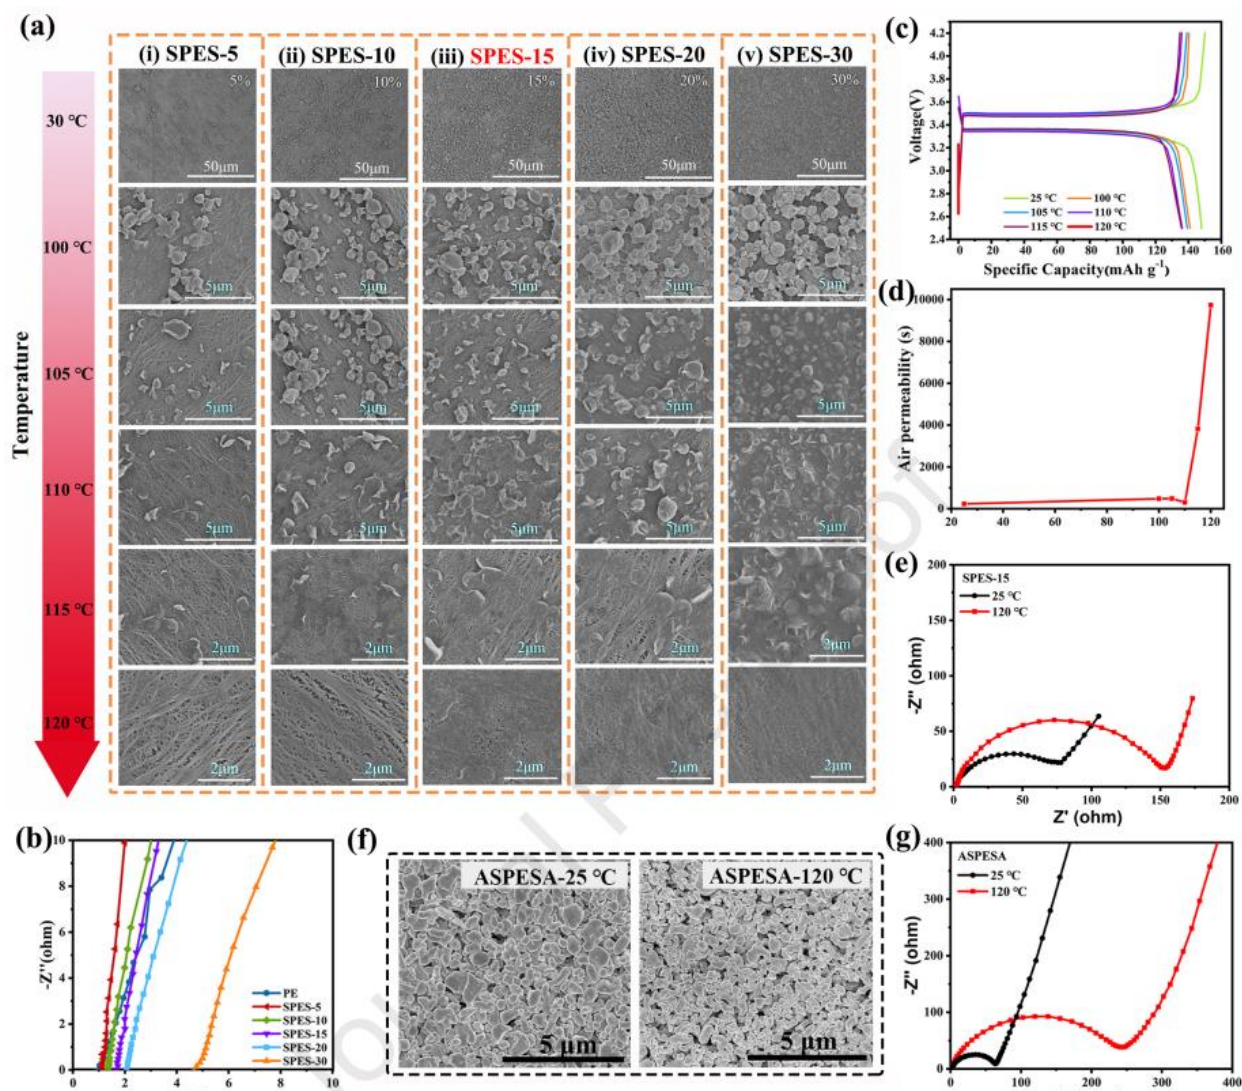 (a)
(i) SPES-5
(ii) SPES-10
(iii) SPES-15
(iv) SPES-20
(v) SPES-30
Temperature
30 ℃
5%
10%
15%
20%
30%
50μm
50μm
50μm
50μm
50μm
100 ℃
5μm
5μm
5μm
5μm
5μm
105 ℃
5μm
5μm
5μm
5μm
5μm
110 ℃
5μm
5μm
5μm
5μm
5μm
115 ℃
2μm
2μm
2μm
2μm
2μm
120 ℃
2μm
2μm
2μm
2μm
2μm
(b)
-Z''(ohm)
10
8
6
4
2
0
PE
SPES-5
SPES-10
SPES-15
SPES-20
SPES-30
0 2 4 6 8 10
(c)
Voltage(V)
4.2
3.9
3.6
3.4
3.0
2.7
2.4
25 ℃ 100 ℃
105 ℃ 110 ℃
115 ℃ 120 ℃
0 20 40 60 80 100 120 140 160
Specific Capacity(mAh g⁻¹)
(d)
Air permeability (s)
10000
8000
6000
4000
2000
0
20 40 60 80 100 120
(e)
SPES-15
25 ℃
120 ℃
-Z'' (ohm)
200
150
100
50
0
0 50 100 150 200
Z' (ohm)
(f)
ASPESA-25 ℃
5 μm
ASPESA-120 ℃
5 μm
(g)
ASPESA
25 ℃
120 ℃
-Z'' (ohm)
400
300
200
100
0
0 100 200 300 400